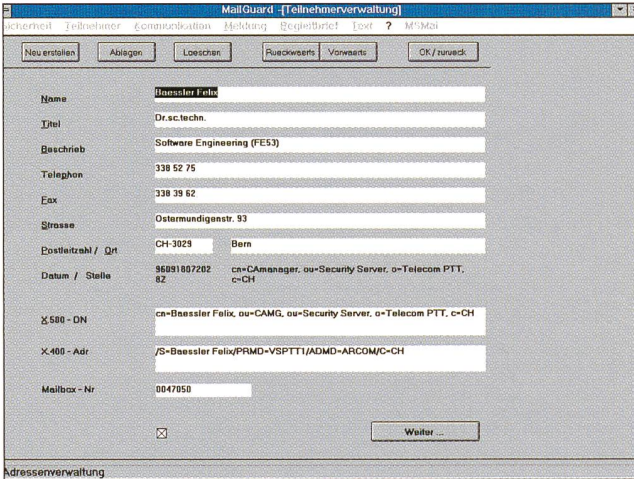 MailGuard -[Teilnehmerverwaltung]
Sicherheit Teilnehmer Communikation Meldung Begleitbrief Text ? MSMail
Neu erstellen Ablegen Loeschen Rueckwaerts Vorwaerts OK / zurueck
Name Baessler Felix
Titel Dr.sc.techn.
Beschrieb Software Engineering (FE53)
Telephon 338 52 75
Fax 338 39 62
Strasse Ostermundigenstr. 93
Postleitzahl / Ort CH-3029 Bern
Datum / Stelle 96091807202 cn=CAmanager, ou=Security Server, o=Telecom PTT,
8Z c=CH
X.500 - DN cn=Baessler Felix, ou=CAMG, ou=Security Server, o=Telecom PTT, c=CH
X.400 - Adr /S=Baessler Felix/PRMD=VSPTT1/ADMD=ARCOM/C=CH
Mailbox - Nr 0047050
Weiter ...
Adressenverwaltung